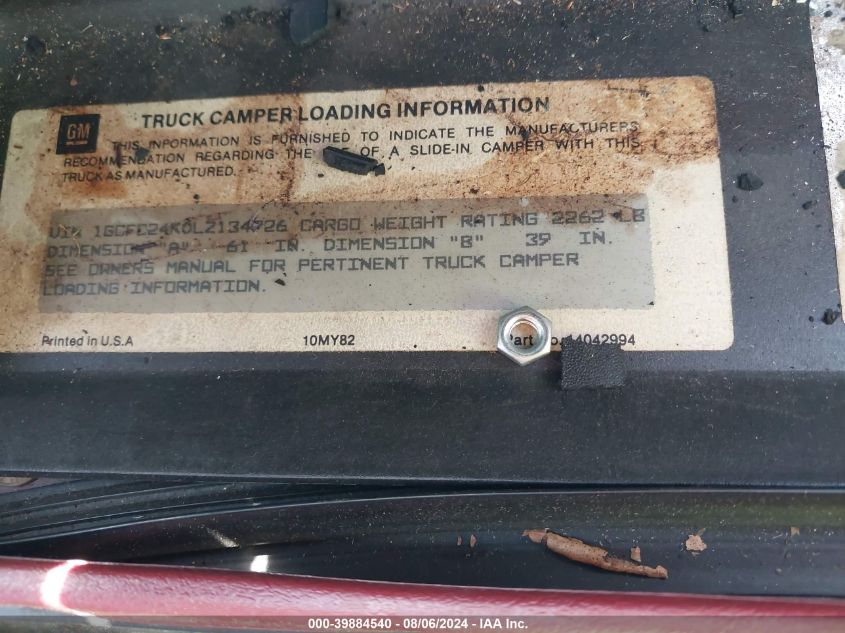 GM
TRUCK CAMPER LOADING INFORMATION
THIS INFORMATION IS FURNISHED TO INDICATE THE MANUFACTURERS
RECOMMENDATION REGARDING THE OF A SLIDE-IN CAMPER WITH THIS
TRUCK AS MANUFACTURED.
VIN 1GCFC24K0LZ134726 CARGO WEIGHT RATING 2262 LB
DIMENSION "A" 61 IN. DIMENSION "B" 39 IN.
SEE OWNERS MANUAL FOR PERTINENT TRUCK CAMPER
LOADING INFORMATION.
Printed in U.S.A 10MY82 Part No. 14042994
000-39884540 - 08/06/2024 - IAA Inc.